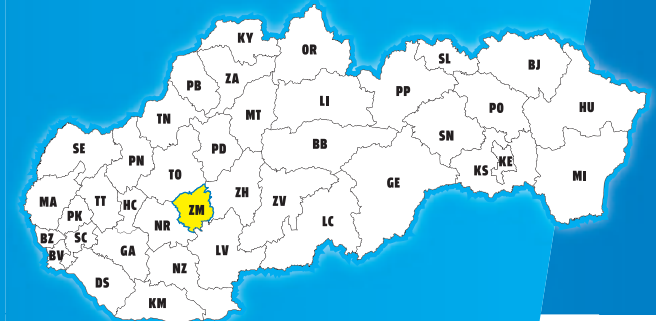 KY
OR
SL
BJ
PB
ZA
LI
PP
PO
HU
TN
MT
SN
SE
PN
PD
BB
KS
KE
MI
TO
GE
MA
TT
HC
ZM
ZH
ZV
PK
NR
LC
BZ
SC
BV
GA
LV
DS
NZ
KM